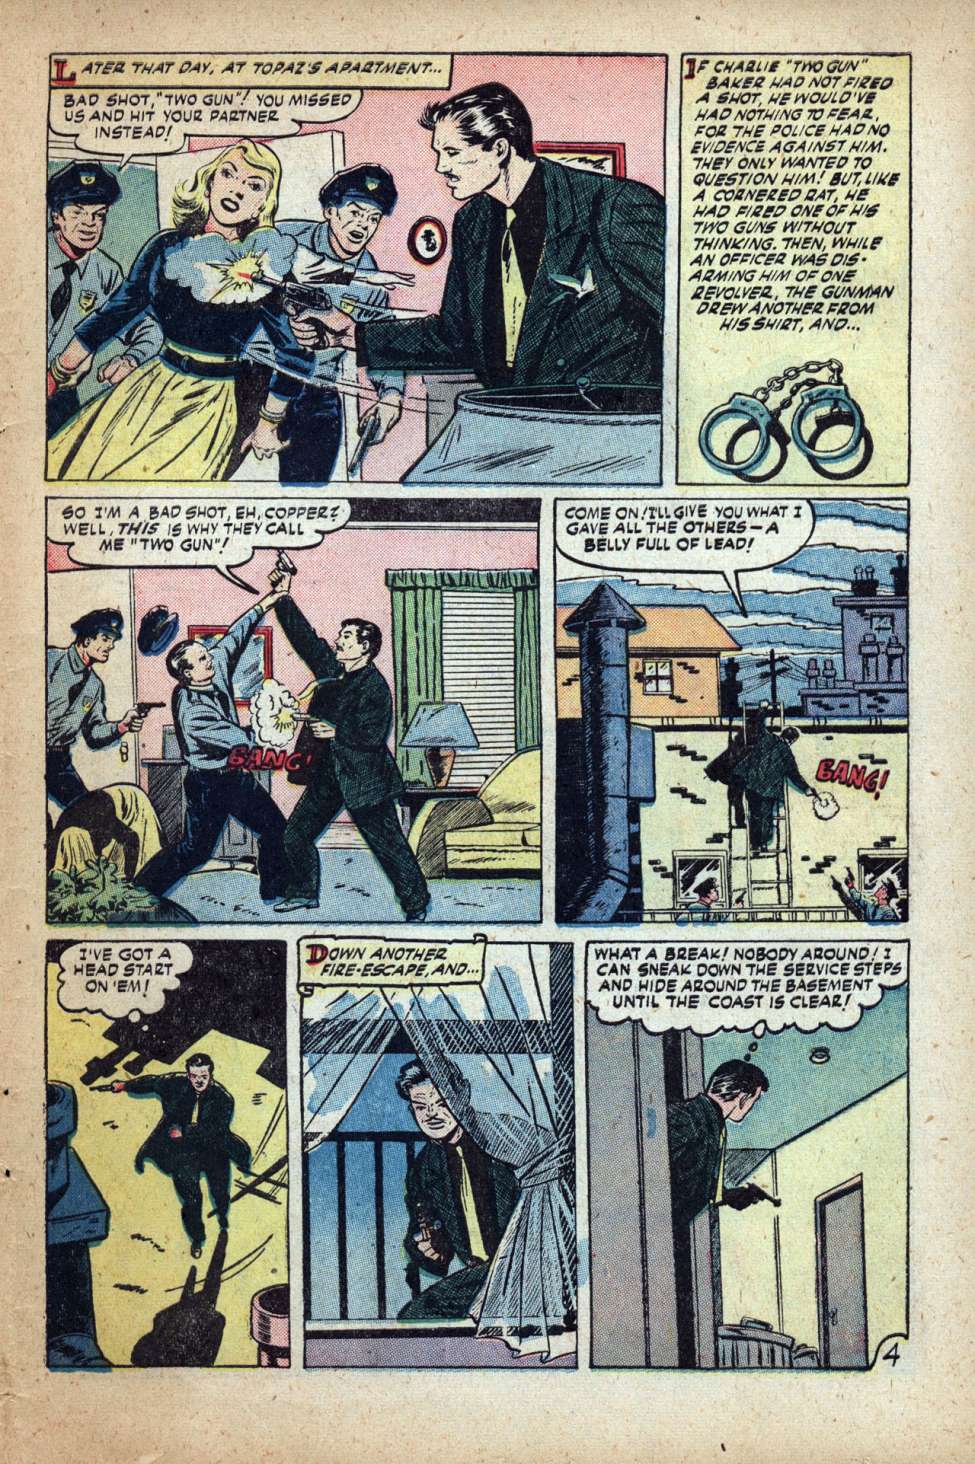 LATER THAT DAY, AT TOPAZ'S APARTMENT...
BAD SHOT, "TWO GUN"! YOU MISSED
US AND HIT YOUR PARTNER
INSTEAD!
IF CHARLIE "TWO GUN"
BAKER HAD NOT FIRED
A SHOT, HE WOULD'VE
HAD NOTHING TO FEAR,
FOR THE POLICE HAD NO
EVIDENCE AGAINST HIM.
THEY ONLY WANTED TO
QUESTION HIM! BUT, LIKE
A CORNERED RAT, HE
HAD FIRED ONE OF HIS
TWO GUNS WITHOUT
THINKING. THEN, WHILE
AN OFFICER WAS DIS-
ARMING HIM OF ONE
REVOLVER, THE GUNMAN
DREW ANOTHER FROM
HIS SHIRT, AND...
SO I'M A BAD SHOT, EH, COPPER?
WELL, THIS IS WHY THEY CALL
ME "TWO GUN"!
BANG!
COME ON! I'LL GIVE YOU WHAT I
GAVE ALL THE OTHERS — A
BELLY FULL OF LEAD!
BANG!
I'VE GOT A
HEAD START
ON 'EM!
DOWN ANOTHER
FIRE-ESCAPE, AND...
WHAT A BREAK! NOBODY AROUND! I
CAN SNEAK DOWN THE SERVICE STEPS
AND HIDE AROUND THE BASEMENT
UNTIL THE COAST IS CLEAR!
4